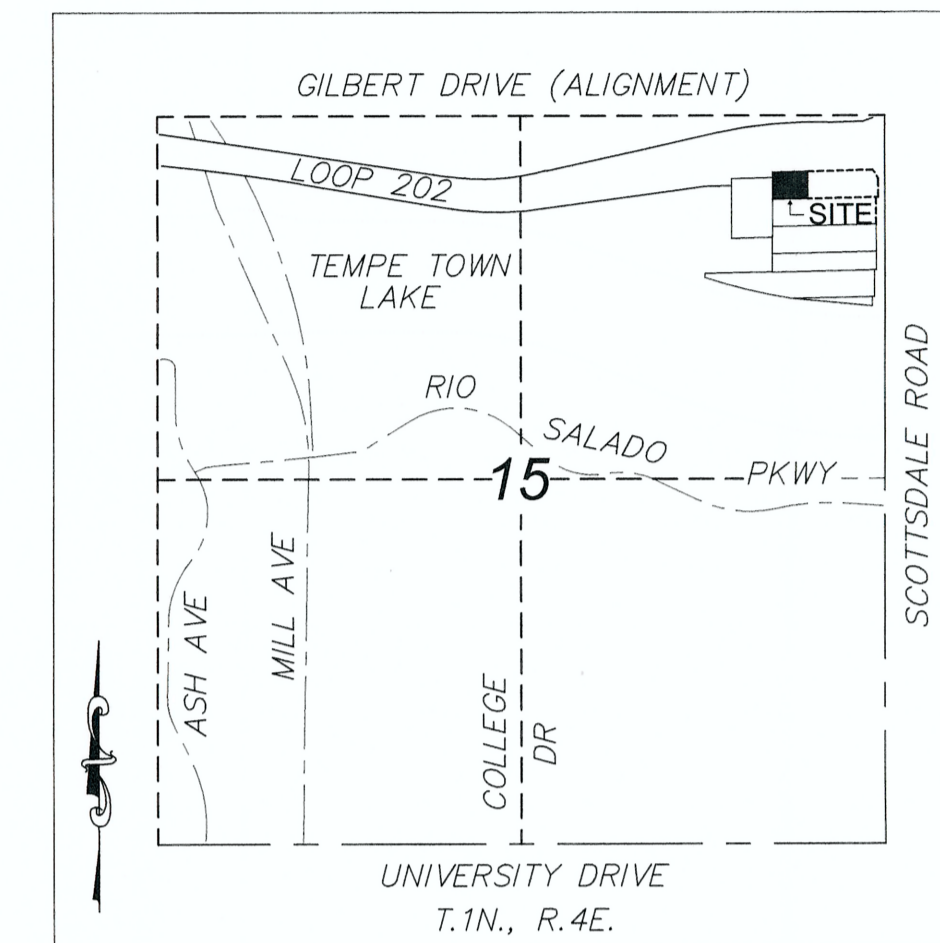 GILBERT DRIVE (ALIGNMENT)
LOOP 202
SITE
TEMPE TOWN
LAKE
RIO
SALADO
PKWY
15
SCOTTSDALE ROAD
ASH AVE
MILL AVE
COLLEGE
DR
UNIVERSITY DRIVE
T.1N., R.4E.